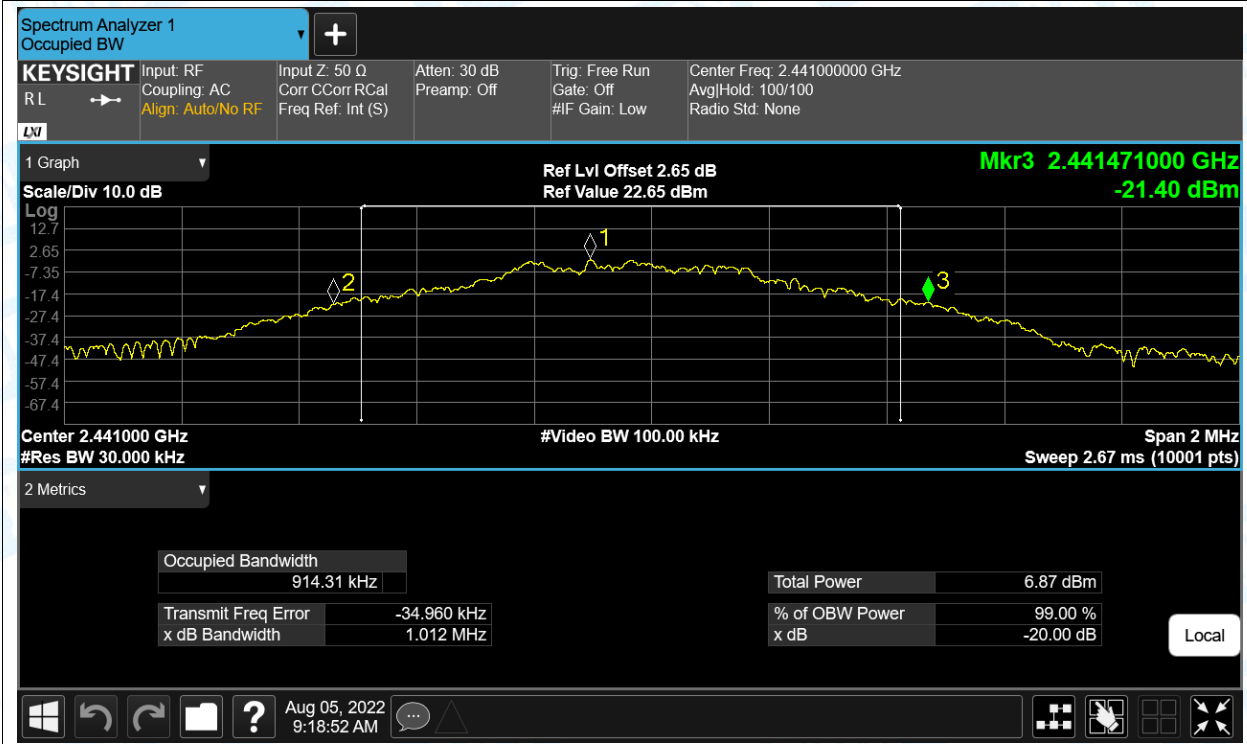 Spectrum Analyzer 1
Occupied BW
▼
+
KEYSIGHT
R L
LXI
Input: RF
Coupling: AC
Align: Auto/No RF
Input Z: 50 Ω
Corr CCorr RCal
Freq Ref: Int (S)
Atten: 30 dB
Preamp: Off
Trig: Free Run
Gate: Off
#IF Gain: Low
Center Freq: 2.441000000 GHz
Avg|Hold: 100/100
Radio Std: None
1 Graph ▼
Scale/Div 10.0 dB
Ref Lvl Offset 2.65 dB
Ref Value 22.65 dBm
Mkr3 2.441471000 GHz
-21.40 dBm
Log
12.7
2.65
-7.35
-17.4
-27.4
-37.4
-47.4
-57.4
-67.4
1
2
3
Center 2.441000 GHz
#Res BW 30.000 kHz
#Video BW 100.00 kHz
Span 2 MHz
Sweep 2.67 ms (10001 pts)
2 Metrics ▼
Occupied Bandwidth
914.31 kHz
Transmit Freq Error -34.960 kHz
x dB Bandwidth 1.012 MHz
Total Power 6.87 dBm
% of OBW Power 99.00 %
x dB -20.00 dB
Local
?
Aug 05, 2022
9:18:52 AM